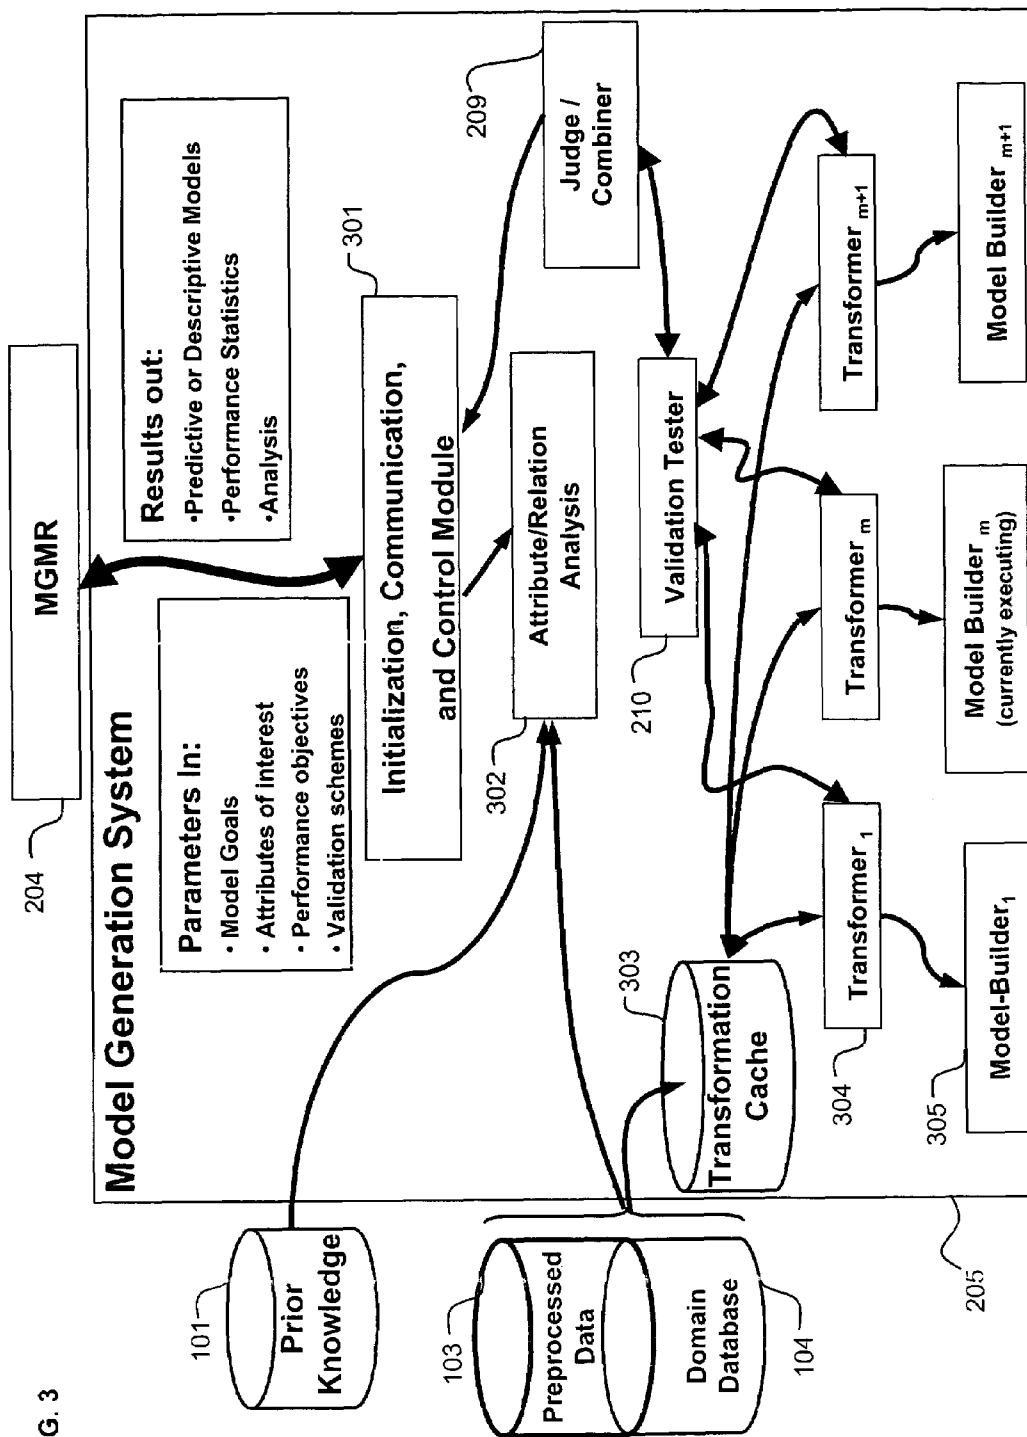 G. 3
204
MGMR
Model Generation System
Parameters In:
· Model Goals
· Attributes of interest
· Performance objectives
· Validation schemes
Results out:
·Predictive or Descriptive Models
·Performance Statistics
·Analysis
301
Initialization, Communication,
and Control Module
101
Prior
Knowledge
302
Attribute/Relation
Analysis
209
Judge /
Combiner
103
Preprocessed
Data
Domain
Database
104
210
Validation Tester
303
Transformation
Cache
304
Transformer 1
Transformer m
Transformer m+1
305
Model-Builder1
Model Builder m
(currently executing)
Model Builder m+1
205